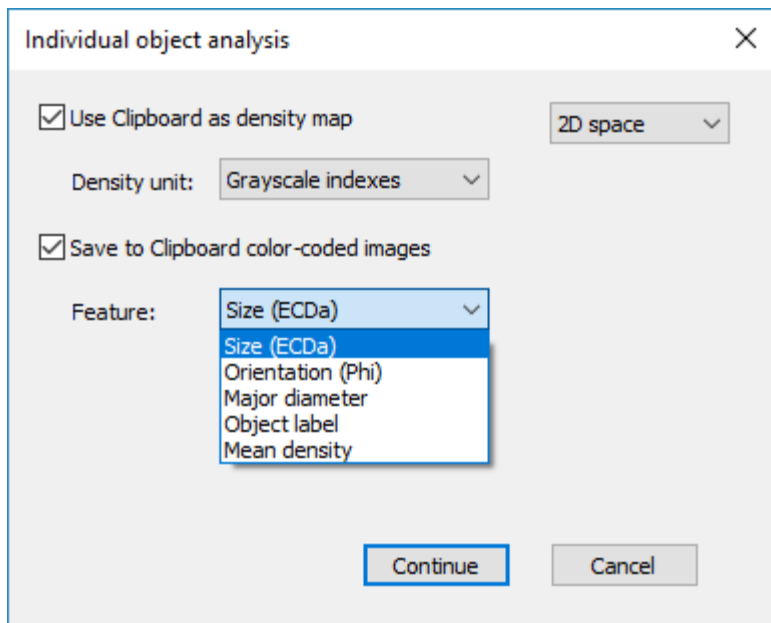 Individual object analysis
Use Clipboard as density map
2D space
Density unit: Grayscale indexes
Save to Clipboard color-coded images
Feature: Size (ECDa)
Size (ECDa)
Orientation (Phi)
Major diameter
Object label
Mean density
Continue Cancel